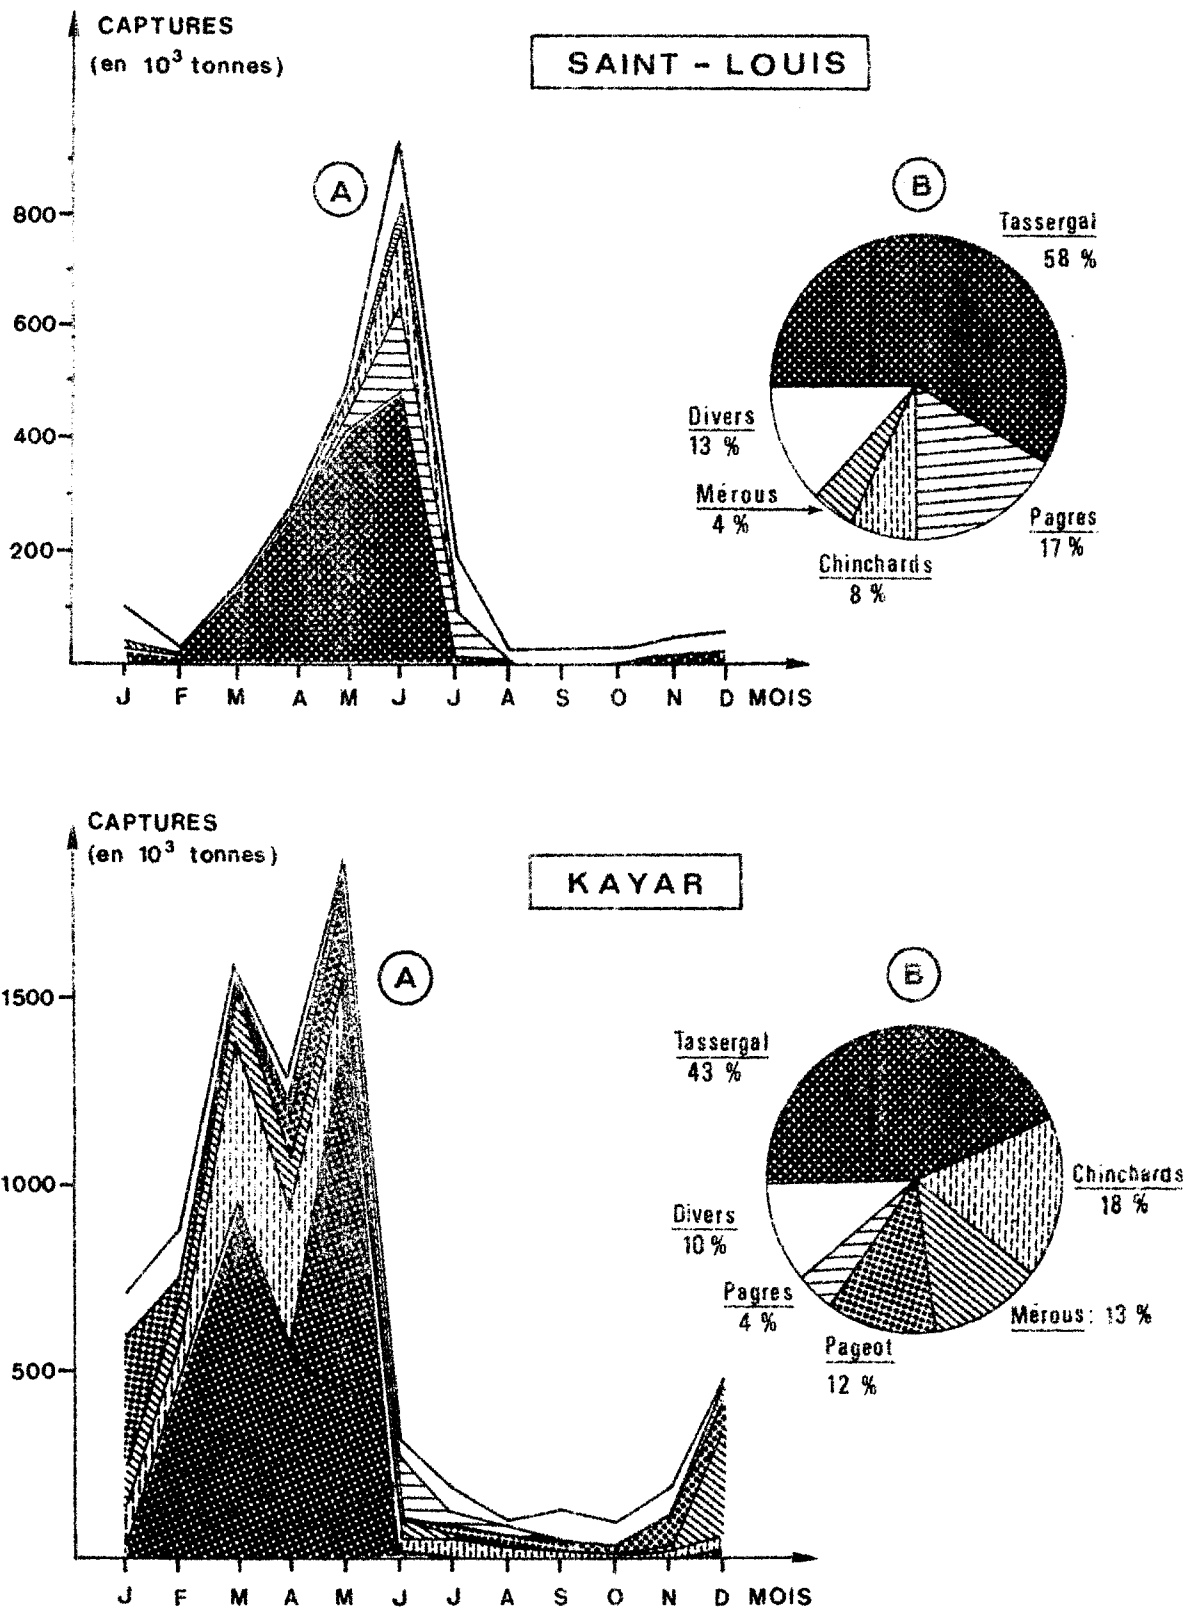 CAPTURES
(en 10³ tonnes)
SAINT - LOUIS
A
B
800
600
400
200
Tassergal
58 %
Divers
13 %
Mérous
4 %
Chinchards
8 %
Pagres
17 %
J F M A M J J A S O N D MOIS
CAPTURES
(en 10³ tonnes)
KAYAR
A
B
1500
1000
500
Tassergal
43 %
Chinchards
18 %
Divers
10 %
Pagres
4 %
Pageot
12 %
Mérous : 13 %
J F M A M J J A S O N D MOIS